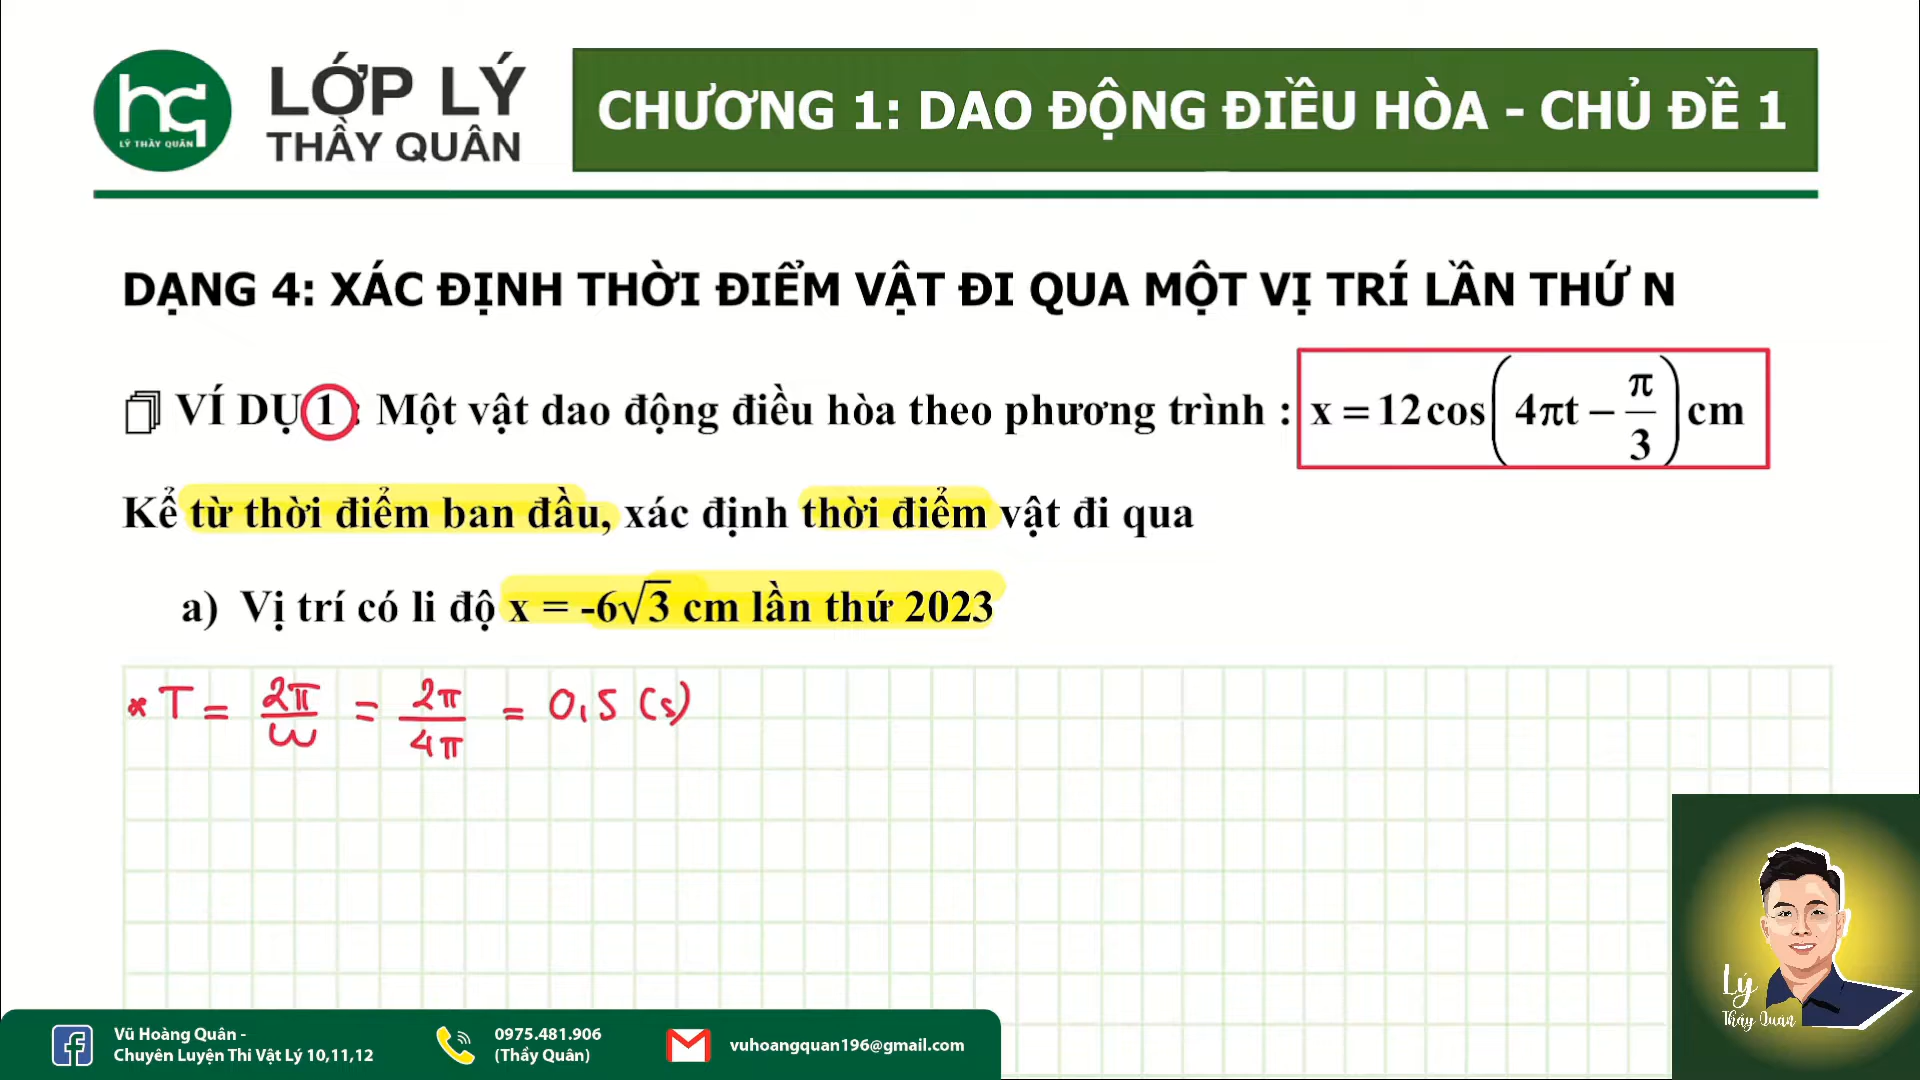 hq
LÝ THẦY QUÂN
LỚP LÝ
THẦY QUÂN
CHƯƠNG 1: DAO ĐỘNG ĐIỀU HÒA - CHỦ ĐỀ 1
DẠNG 4: XÁC ĐỊNH THỜI ĐIỂM VẬT ĐI QUA MỘT VỊ TRÍ LẦN THỨ N
VÍ DỤ 1 : Một vật dao động điều hòa theo phương trình : x = 12cos(4πt − π/3) cm
Kể từ thời điểm ban đầu, xác định thời điểm vật đi qua
a) Vị trí có li độ x = -6√3 cm lần thứ 2023
* T = 2π/ω = 2π/4π = 0,5 (s)
Lý
Thầy Quân
Vũ Hoàng Quân -
Chuyên Luyện Thi Vật Lý 10,11,12
0975.481.906
(Thầy Quân)
vuhoangquan196@gmail.com